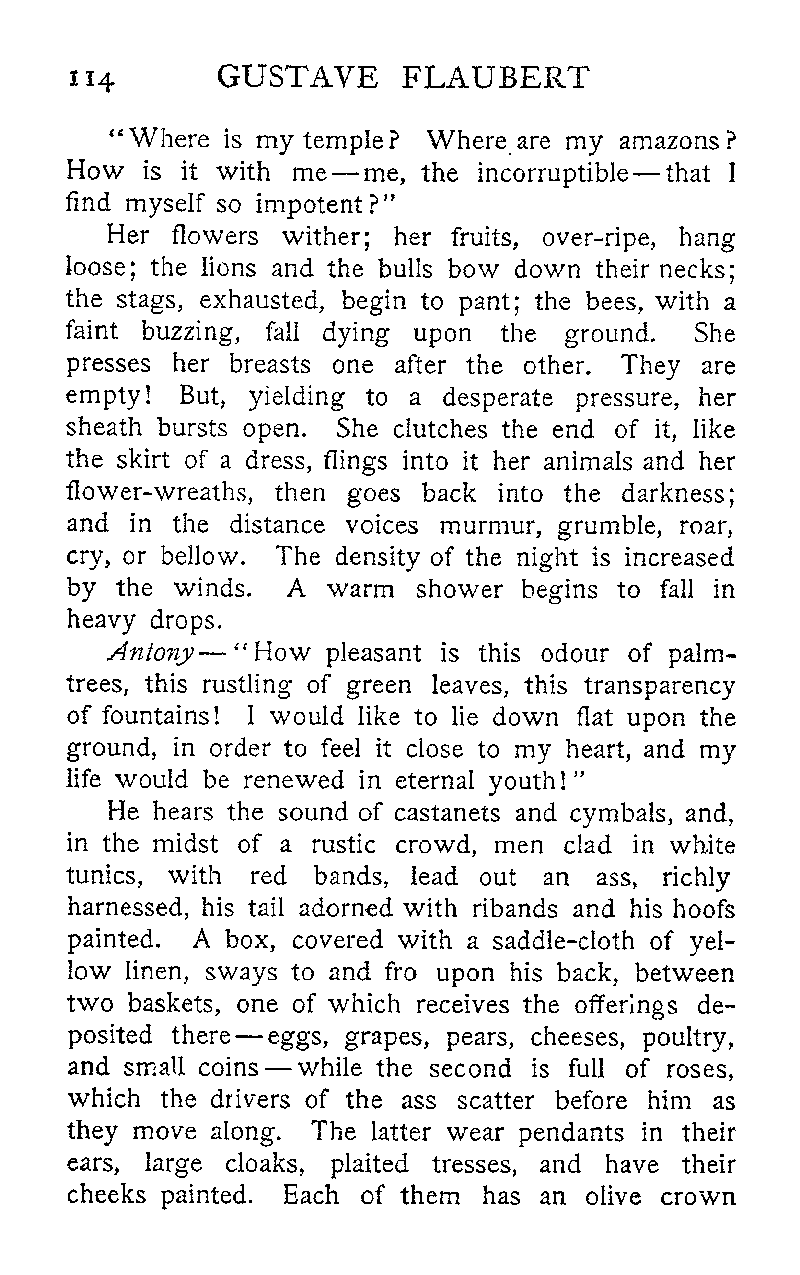 114 GUSTAVE FLAUBERT
“Where is my temple? Where are my amazons?
How is it with me—me, the incorruptible—that I
find myself so impotent?”
Her flowers wither; her fruits, over-ripe, hang
loose; the lions and the bulls bow down their necks;
the stags, exhausted, begin to pant; the bees, with a
faint buzzing, fall dying upon the ground. She
presses her breasts one after the other. They are
empty! But, yielding to a desperate pressure, her
sheath bursts open. She clutches the end of it, like
the skirt of a dress, flings into it her animals and her
flower-wreaths, then goes back into the darkness;
and in the distance voices murmur, grumble, roar,
cry, or bellow. The density of the night is increased
by the winds. A warm shower begins to fall in
heavy drops.
Antony—“How pleasant is this odour of palm-
trees, this rustling of green leaves, this transparency
of fountains! I would like to lie down flat upon the
ground, in order to feel it close to my heart, and my
life would be renewed in eternal youth!”
He hears the sound of castanets and cymbals, and,
in the midst of a rustic crowd, men clad in white
tunics, with red bands, lead out an ass, richly
harnessed, his tail adorned with ribands and his hoofs
painted. A box, covered with a saddle-cloth of yel-
low linen, sways to and fro upon his back, between
two baskets, one of which receives the offerings de-
posited there—eggs, grapes, pears, cheeses, poultry,
and small coins—while the second is full of roses,
which the drivers of the ass scatter before him as
they move along. The latter wear pendants in their
ears, large cloaks, plaited tresses, and have their
cheeks painted. Each of them has an olive crown